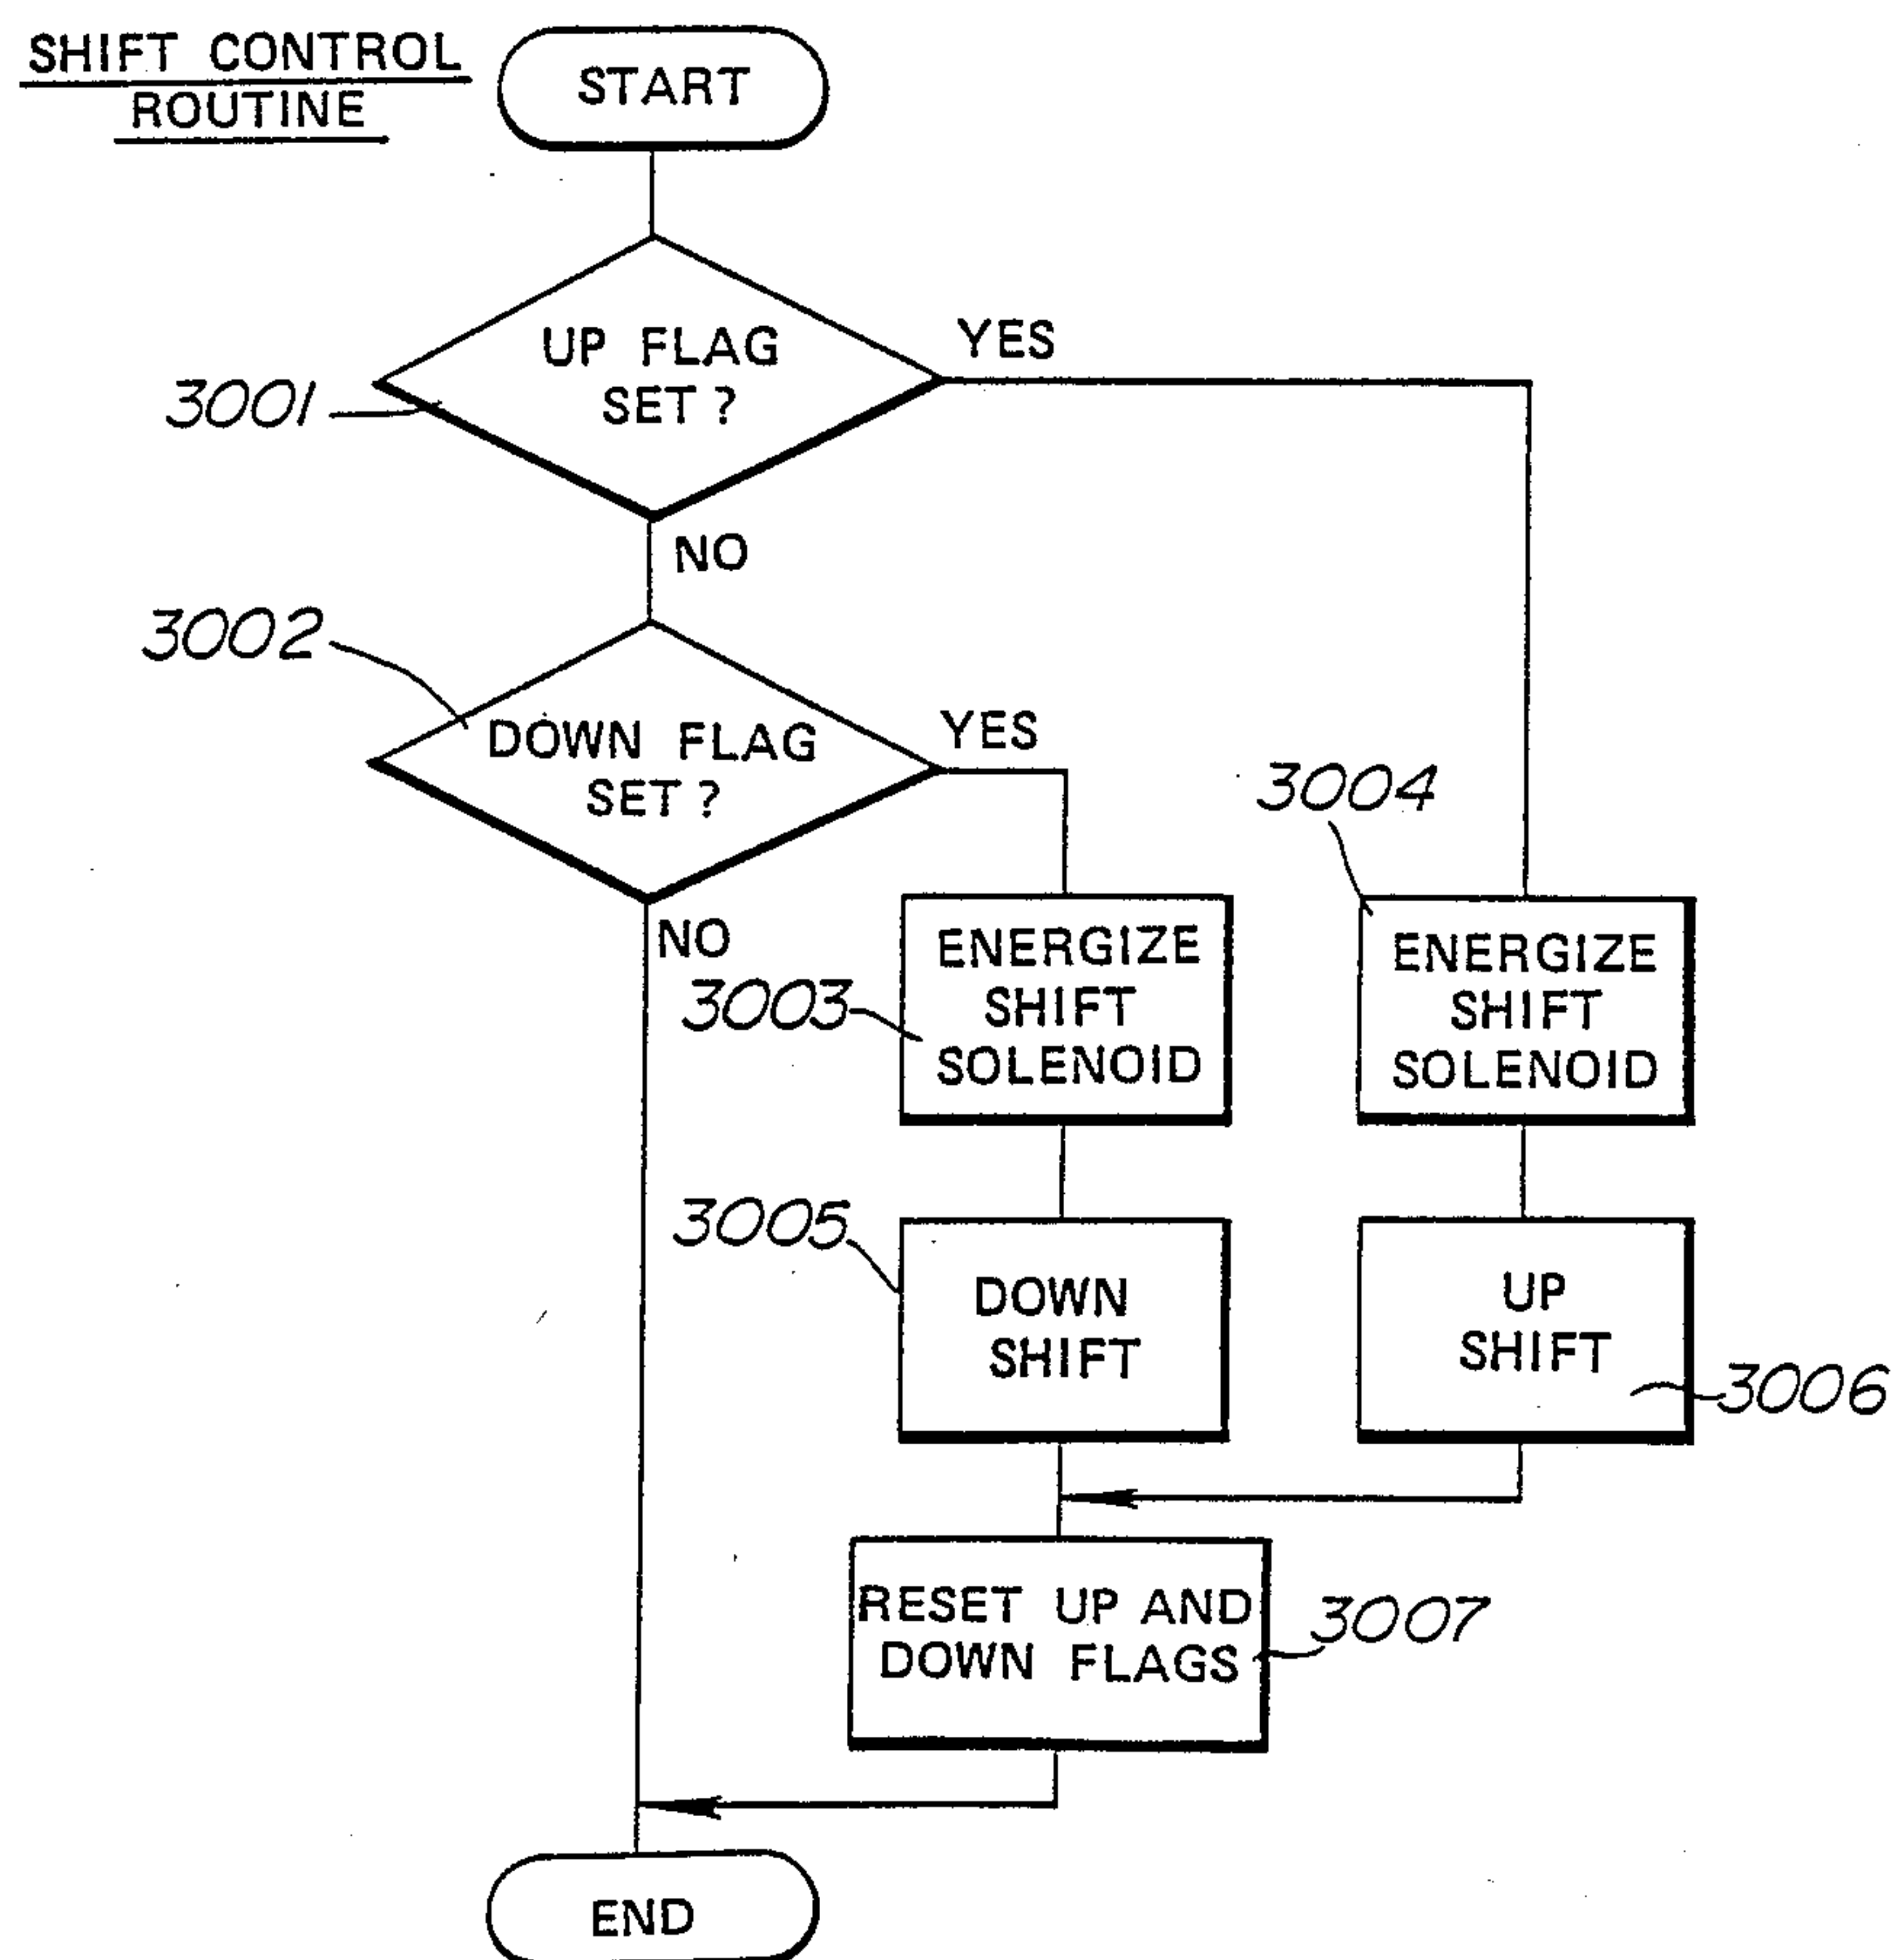 SHIFT CONTROL
ROUTINE
START
UP FLAG
SET ?
YES
3001
NO
3002
DOWN FLAG
SET ?
YES
NO
3004
ENERGIZE
SHIFT
SOLENOID
3003
ENERGIZE
SHIFT
SOLENOID
3005
DOWN
SHIFT
UP
SHIFT
3006
RESET UP AND
DOWN FLAGS
3007
END